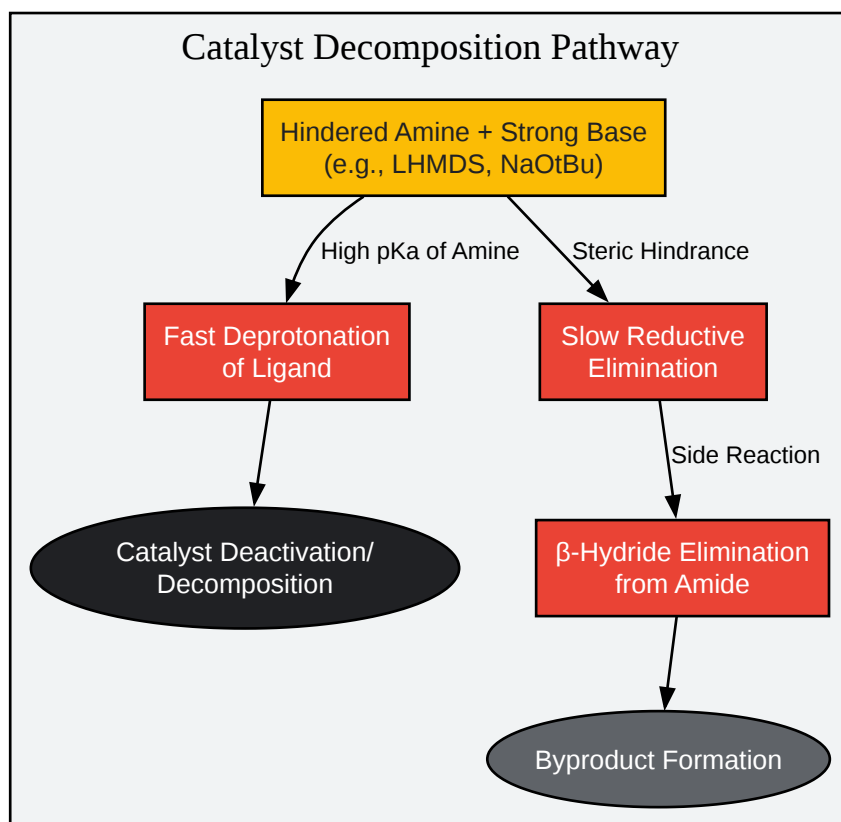 Catalyst Decomposition Pathway
Hindered Amine + Strong Base
(e.g., LHMDS, NaOtBu)
High pKa of Amine
Steric Hindrance
Fast Deprotonation
of Ligand
Slow Reductive
Elimination
Side Reaction
Catalyst Deactivation/
Decomposition
β-Hydride Elimination
from Amide
Byproduct Formation